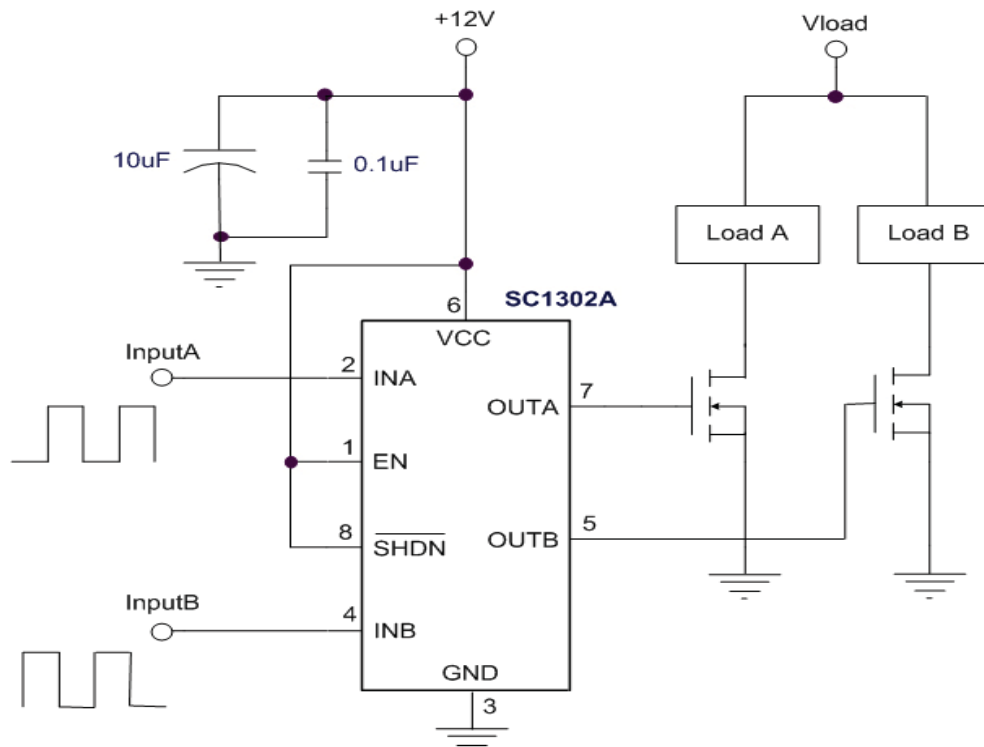 +12V
Vload
10uF
0.1uF
Load A
Load B
SC1302A
6
VCC
InputA
2
INA
7
OUTA
1
EN
5
OUTB
8
SHDN
InputB
4
INB
GND
3